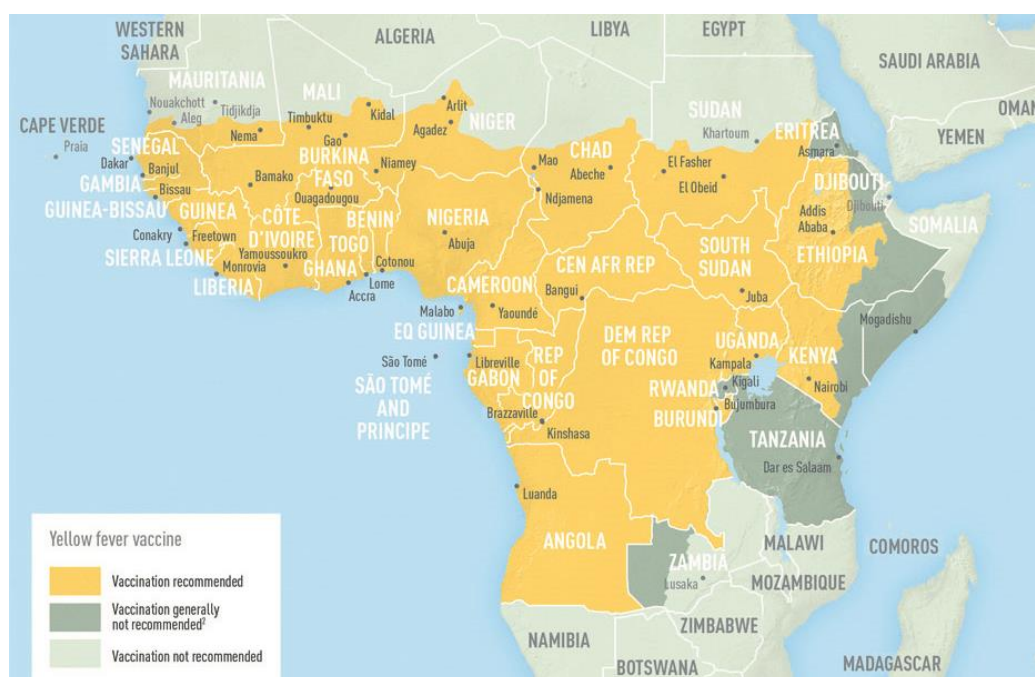 WESTERN
SAHARA
ALGERIA
LIBYA
EGYPT
SAUDI ARABIA
OMAN
YEMEN
MAURITANIA
Nouakchott
Tidjikdja
Aleg
MALI
Timbuktu
Kidal
Gao
Nema
Arlit
Agadez
NIGER
SUDAN
Khartoum
ERITREA
Asmara
CAPE VERDE
Praia
SENEGAL
Dakar
Banjul
GAMBIA
Bissau
GUINEA-BISSAU
GUINEA
Bamako
BURKINA
FASO
Ouagadougou
Niamey
CHAD
Mao
Abeche
Ndjamena
El Fasher
El Obeid
DJIBOUTI
Djibouti
SOMALIA
Conakry
Freetown
SIERRA LEONE
Monrovia
LIBERIA
CÔTE
D'IVOIRE
Yamoussoukro
GHANA
Accra
TOGO
Lome
BÉNIN
Cotonou
NIGERIA
Abuja
CAMEROON
Yaoundé
CEN AFR REP
Bangui
SOUTH
SUDAN
Juba
Addis
Ababa
ETHIOPIA
Mogadishu
Malabo
EQ GUINEA
São Tomé
SÃO TOMÉ
AND
PRINCIPE
Libreville
GABON
REP
OF
CONGO
Brazzaville
Kinshasa
DEM REP
OF CONGO
UGANDA
Kampala
KENYA
Nairobi
RWANDA
Kigali
BURUNDI
Bujumbura
TANZANIA
Dar es Salaam
Luanda
ANGOLA
ZAMBIA
Lusaka
MALAWI
MOZAMBIQUE
COMOROS
NAMIBIA
BOTSWANA
ZIMBABWE
MADAGASCAR
Yellow fever vaccine
Vaccination recommended
Vaccination generally
not recommended²
Vaccination not recommended